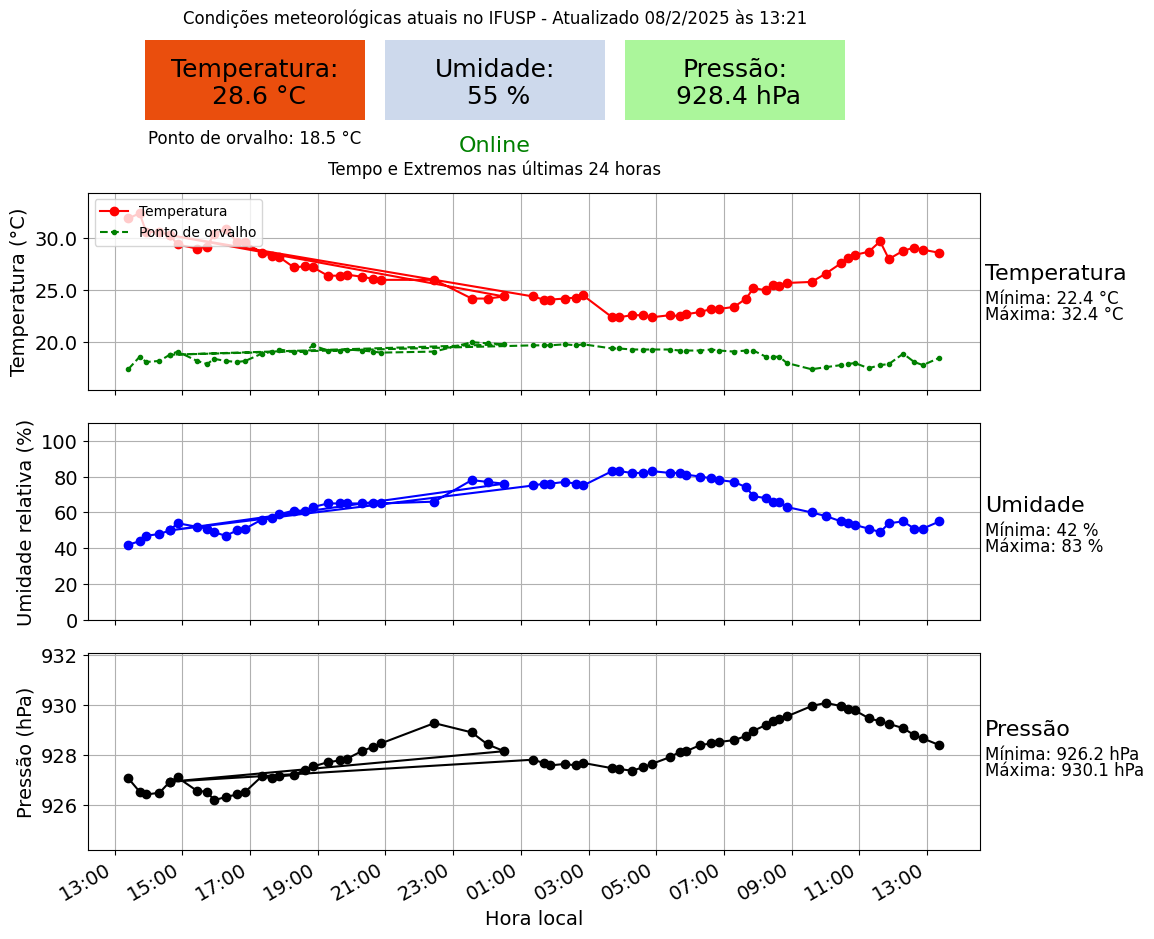 Condições meteorológicas atuais no IFUSP - Atualizado 08/2/2025 às 13:21
Temperatura:
28.6 °C
Umidade:
55 %
Pressão:
928.4 hPa
Ponto de orvalho: 18.5 °C
Online
Tempo e Extremos nas últimas 24 horas
Temperatura (°C)
30.0
25.0
20.0
Temperatura
Ponto de orvalho
Temperatura
Mínima: 22.4 °C
Máxima: 32.4 °C
Umidade relativa (%)
100
80
60
40
20
0
Umidade
Mínima: 42 %
Máxima: 83 %
Pressão (hPa)
932
930
928
926
Pressão
Mínima: 926.2 hPa
Máxima: 930.1 hPa
13:00 15:00 17:00 19:00 21:00 23:00 01:00 03:00 05:00 07:00 09:00 11:00 13:00
Hora local